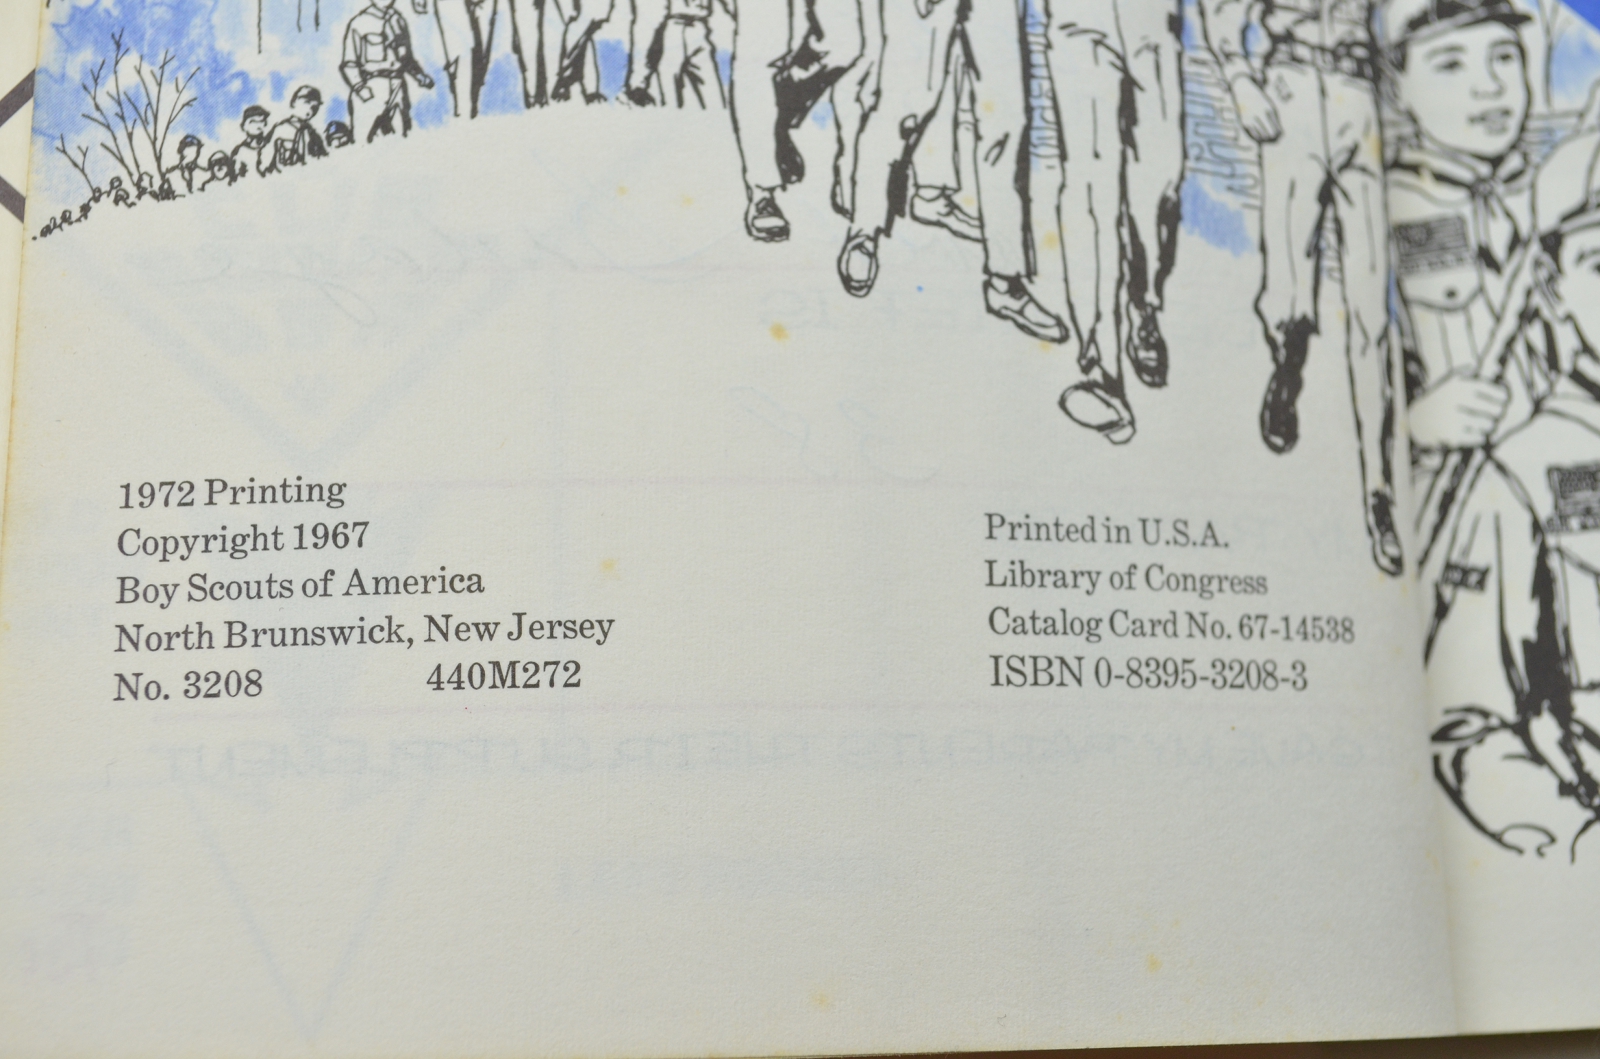 1972 Printing
Copyright 1967
Boy Scouts of America
North Brunswick, New Jersey
No. 3208 440M272
Printed in U.S.A.
Library of Congress
Catalog Card No. 67-14538
ISBN 0-8395-3208-3